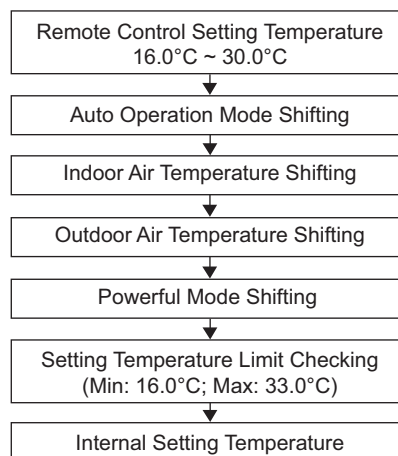 Remote Control Setting Temperature
16.0°C ~ 30.0°C
Auto Operation Mode Shifting
Indoor Air Temperature Shifting
Outdoor Air Temperature Shifting
Powerful Mode Shifting
Setting Temperature Limit Checking
(Min: 16.0°C; Max: 33.0°C)
Internal Setting Temperature